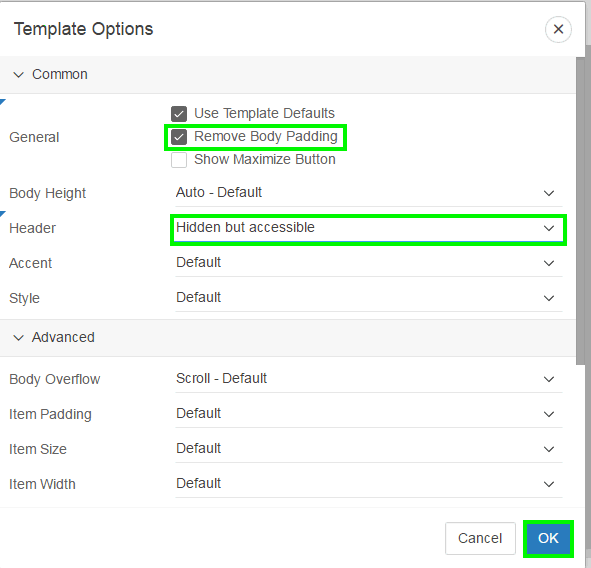 Template Options
Common
General
Use Template Defaults
Remove Body Padding
Show Maximize Button
Body Height Auto - Default
Header Hidden but accessible
Accent Default
Style Default
Advanced
Body Overflow Scroll - Default
Item Padding Default
Item Size Default
Item Width Default
Cancel OK